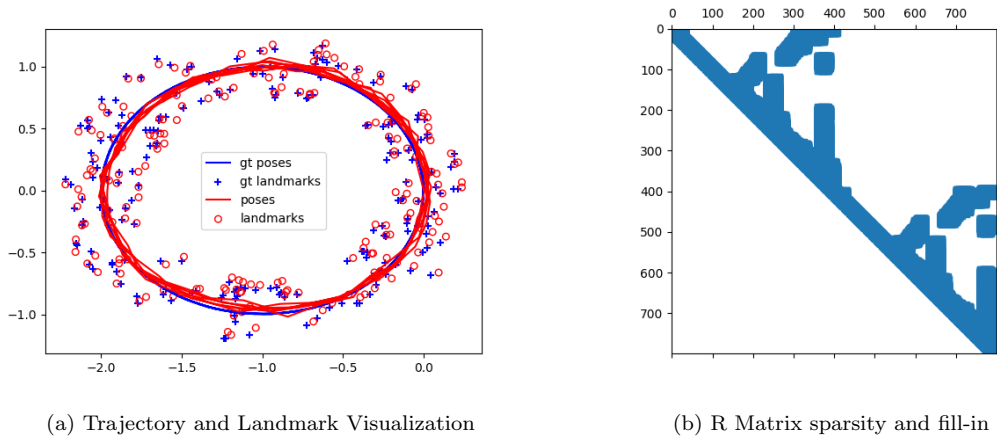 0 100 200 300 400 500 600 700
1.0
0.5
0.0
−0.5
−1.0
−2.0 −1.5 −1.0 −0.5 0.0
gt poses
gt landmarks
poses
landmarks
0
100
200
300
400
500
600
700
(a) Trajectory and Landmark Visualization
(b) R Matrix sparsity and fill-in